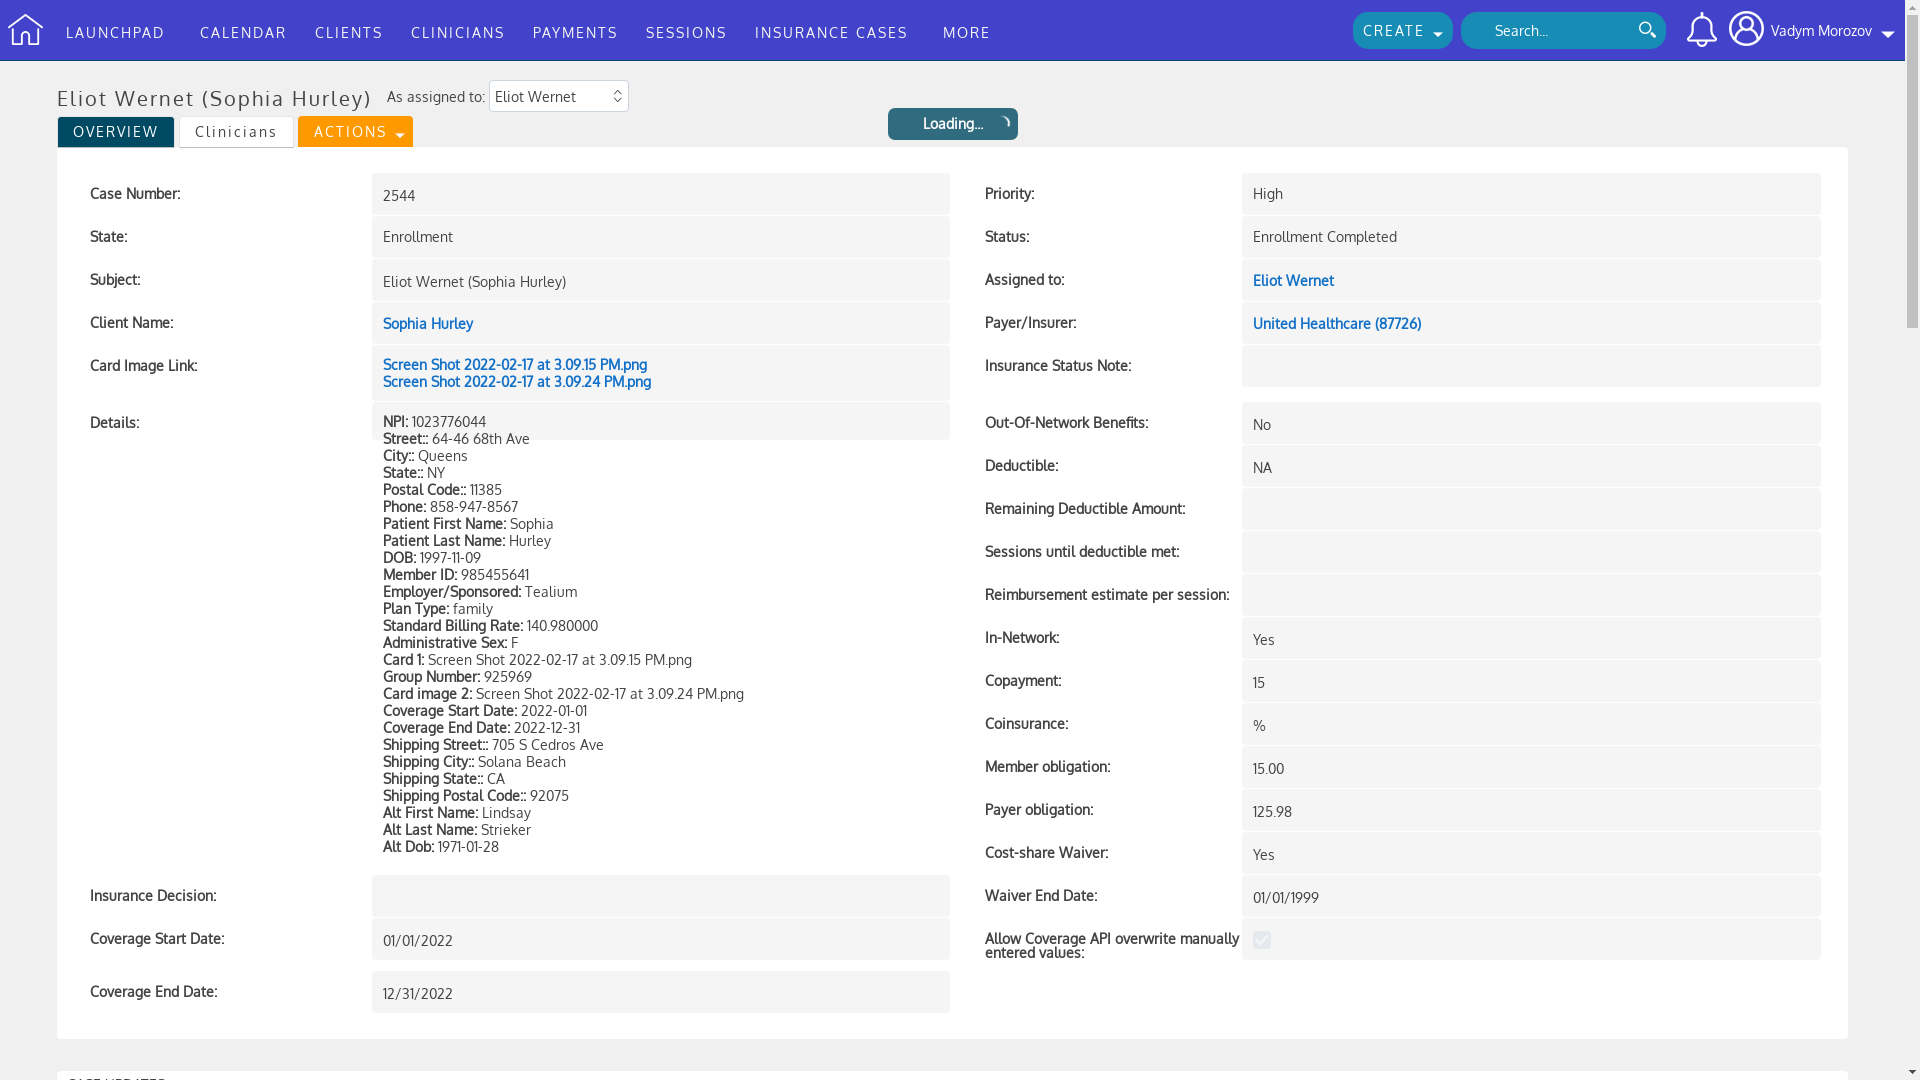 LAUNCHPAD CALENDAR CLIENTS CLINICIANS PAYMENTS SESSIONS INSURANCE CASES MORE CREATE Search... Vadym Morozov
Eliot Wernet (Sophia Hurley) As assigned to: Eliot Wernet
OVERVIEW Clinicians ACTIONS
Loading...
Case Number: 2544
Priority: High
State: Enrollment
Status: Enrollment Completed
Subject: Eliot Wernet (Sophia Hurley)
Assigned to: Eliot Wernet
Client Name: Sophia Hurley
Payer/Insurer: United Healthcare (87726)
Card Image Link: Screen Shot 2022-02-17 at 3.09.15 PM.png
Screen Shot 2022-02-17 at 3.09.24 PM.png
Insurance Status Note:
Details: NPI: 1023776044
Street:: 64-46 68th Ave
City:: Queens
State:: NY
Postal Code:: 11385
Phone: 858-947-8567
Patient First Name: Sophia
Patient Last Name: Hurley
DOB: 1997-11-09
Member ID: 985455641
Employer/Sponsored: Tealium
Plan Type: family
Standard Billing Rate: 140.980000
Administrative Sex: F
Card 1: Screen Shot 2022-02-17 at 3.09.15 PM.png
Group Number: 925969
Card image 2: Screen Shot 2022-02-17 at 3.09.24 PM.png
Coverage Start Date: 2022-01-01
Coverage End Date: 2022-12-31
Shipping Street:: 705 S Cedros Ave
Shipping City:: Solana Beach
Shipping State:: CA
Shipping Postal Code:: 92075
Alt First Name: Lindsay
Alt Last Name: Strieker
Alt Dob: 1971-01-28
Out-Of-Network Benefits: No
Deductible: NA
Remaining Deductible Amount:
Sessions until deductible met:
Reimbursement estimate per session:
In-Network: Yes
Copayment: 15
Coinsurance: %
Member obligation: 15.00
Payer obligation: 125.98
Cost-share Waiver: Yes
Insurance Decision:
Waiver End Date: 01/01/1999
Coverage Start Date: 01/01/2022
Allow Coverage API overwrite manually
entered values:
Coverage End Date: 12/31/2022
CASE UPDATES